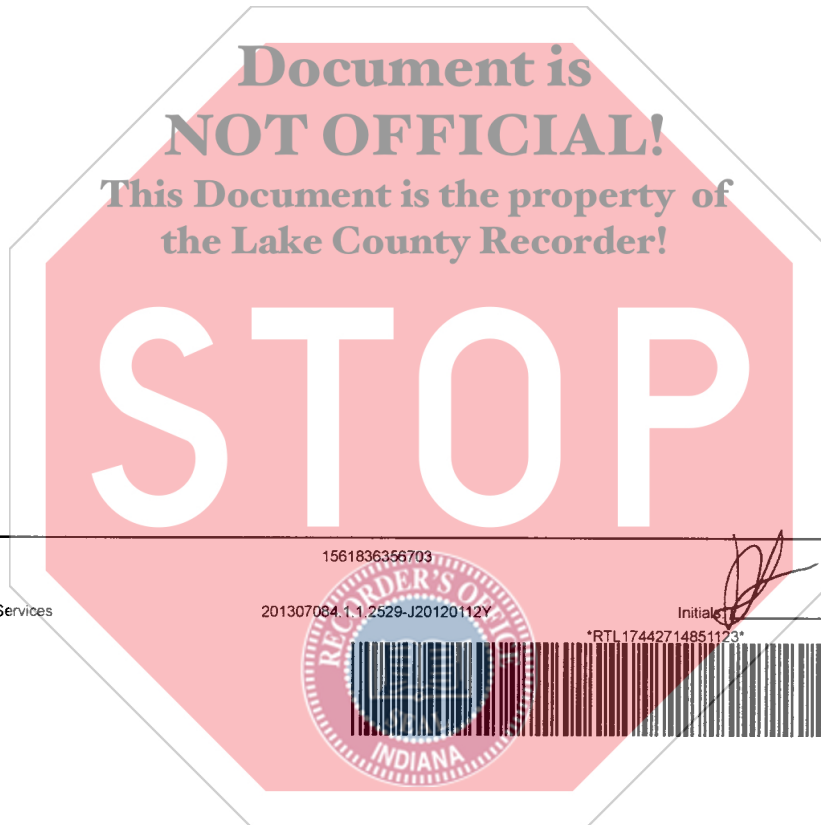 Document is
NOT OFFICIAL!
This Document is the property of
the Lake County Recorder!
STOP
1561836356703
Services
201307084.1.1.2529-J20120112Y
Initials:
*RTL17442714851123*
RECORDER'S OFFICE
SEAL
INDIANA